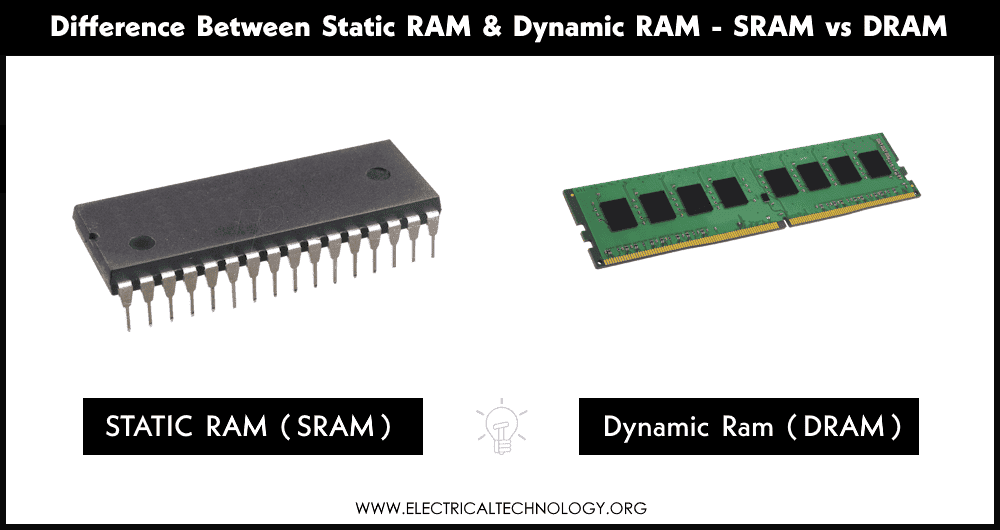 Difference Between Static RAM & Dynamic RAM - SRAM vs DRAM
STATIC RAM (SRAM)
Dynamic Ram (DRAM)
WWW.ELECTRICALTECHNOLOGY.ORG